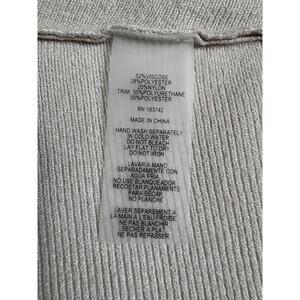 52%VISCOSE
28%POLYESTER
20%NYLON
TRIM: 50%POLYURETHANE
50%POLYESTER
RN 163742
MADE IN CHINA
HAND WASH SEPARATELY
IN COLD WATER
DO NOT BLEACH
LAY FLAT TO DRY
DO NOT IRON
LAVAR A MANO
SEPARADAMENTE CON
AGUA FRIA
NO USE BLANQUEADOR
RECOSTAR PLANAMENTE
PARA SECAR
NO PLANCHE
LAVER SEPAREMENT A
LA MAIN A L'EAU FROIDE
NE PAS BLANCHIR
SECHER A PLAT
NE PAS REPASSER